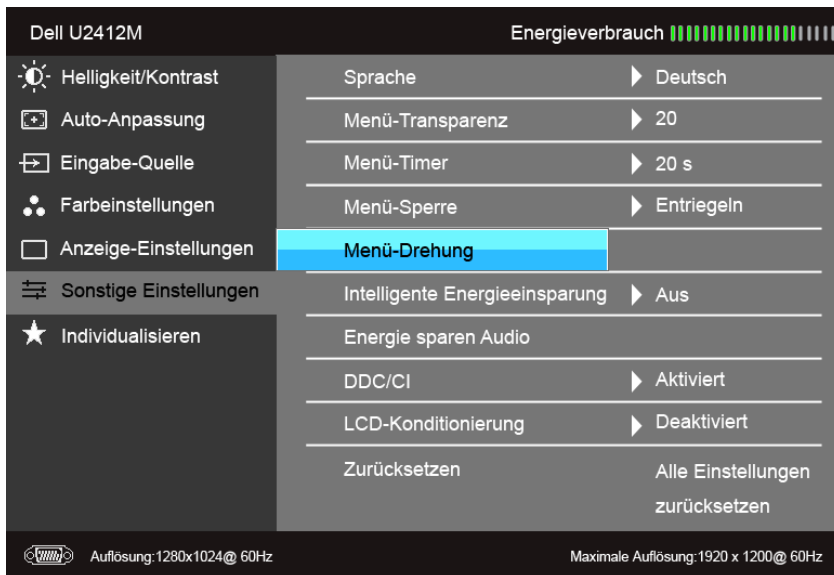 Dell U2412M Energieverbrauch
Helligkeit/Kontrast Sprache Deutsch
Auto-Anpassung Menü-Transparenz 20
Eingabe-Quelle Menü-Timer 20 s
Farbeinstellungen Menü-Sperre Entriegeln
Anzeige-Einstellungen Menü-Drehung
Sonstige Einstellungen Intelligente Energieeinsparung Aus
Individualisieren Energie sparen Audio
DDC/CI Aktiviert
LCD-Konditionierung Deaktiviert
Zurücksetzen Alle Einstellungen
zurücksetzen
Auflösung:1280x1024@ 60Hz Maximale Auflösung:1920 x 1200@ 60Hz